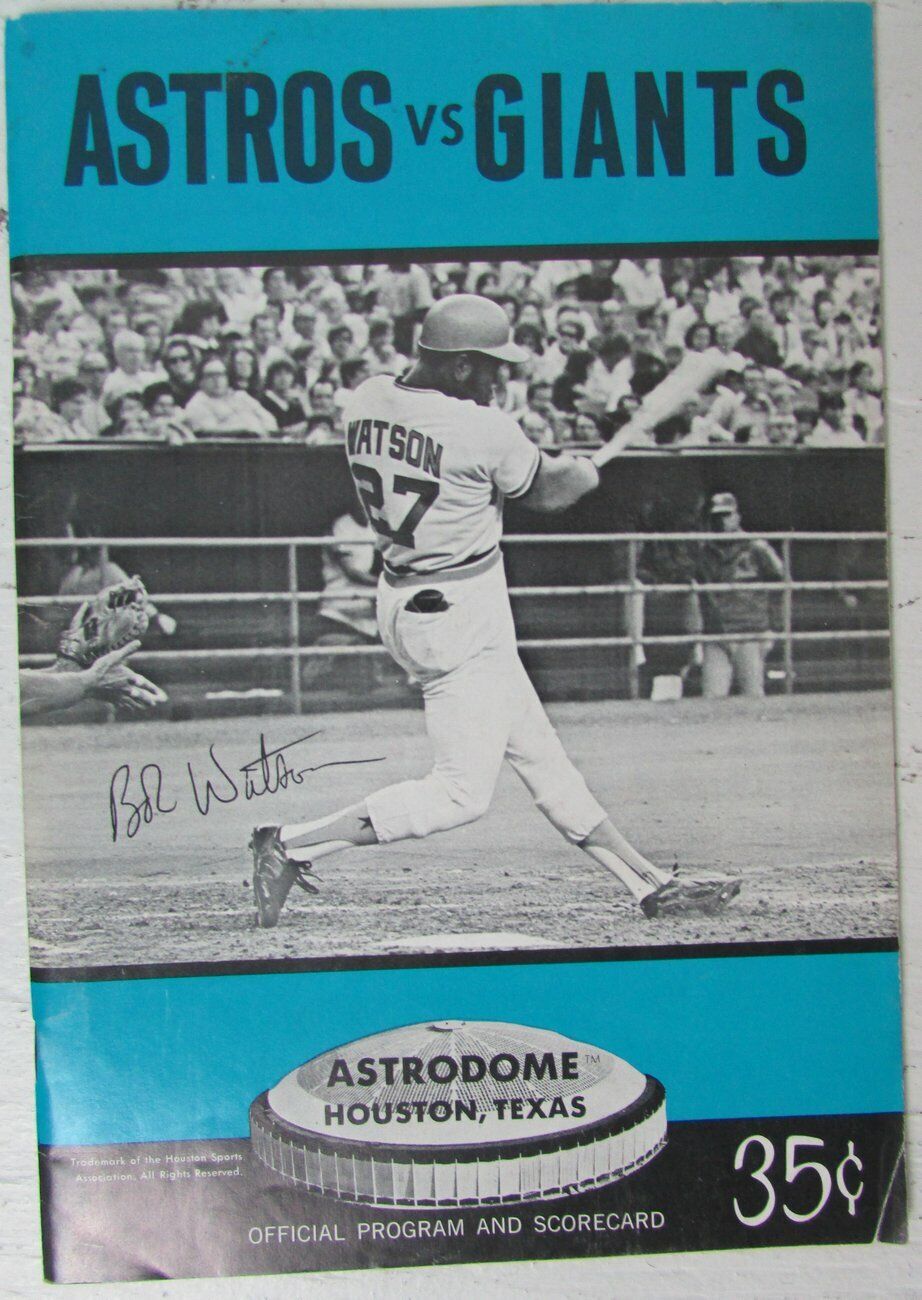 ASTROS VS GIANTS
WATSON
27
Bob Watson
ASTRODOME™
HOUSTON, TEXAS
Trademark of the Houston Sports
Association. All Rights Reserved.
35¢
OFFICIAL PROGRAM AND SCORECARD